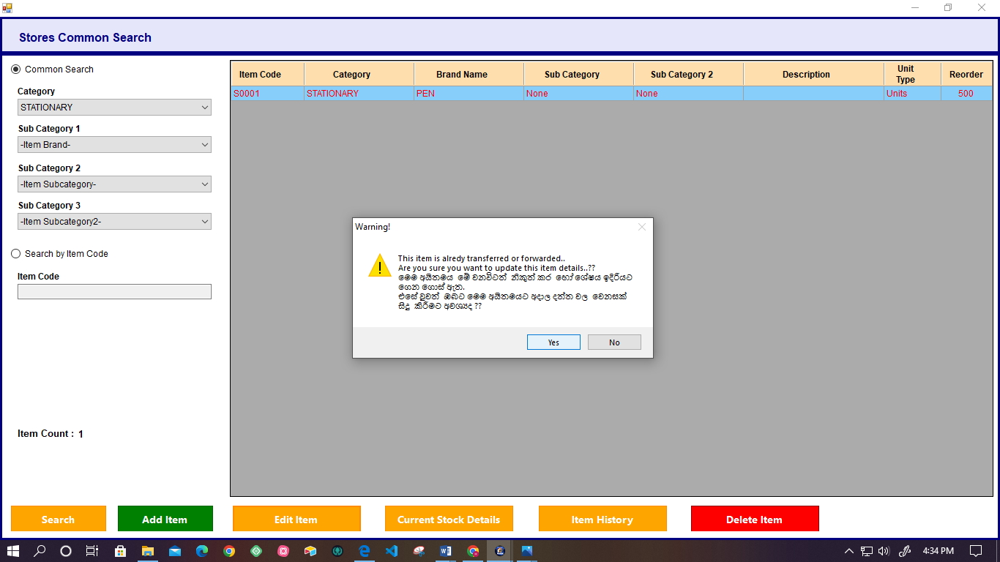 Stores Common Search
Common Search
Category
STATIONARY
Sub Category 1
-Item Brand-
Sub Category 2
-Item Subcategory-
Sub Category 3
-Item Subcategory2-
Search by Item Code
Item Code
Item Count : 1
Item Code Category Brand Name Sub Category Sub Category 2 Description Unit Type Reorder
S0001 STATIONARY PEN None None Units 500
Warning!
This item is alredy transferred or forwarded..
Are you sure you want to update this item details..??
මෙම අයිතමය මේ වනවිටත් නිකුත් කර හෝ ශේෂය ඉදිරියට
ගෙන ගොස් ඇත.
එසේ වුවත් ඔබට මෙම අයිතමයට අදාල දත්ත වල වෙනසක්
සිදු කිරීමට අවශ්‍යද ??
Yes No
Search Add Item Edit Item Current Stock Details Item History Delete Item
4:34 PM